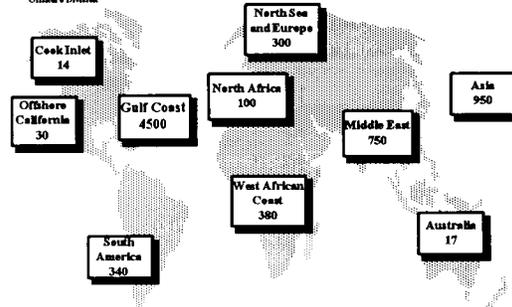 North Sea
and Europe
300
Cook Inlet
14
North Africa
100
Asia
950
Offshore
California
30
Gulf Coast
4500
Middle East
750
West African
Coast
380
Australia
17
South
America
340